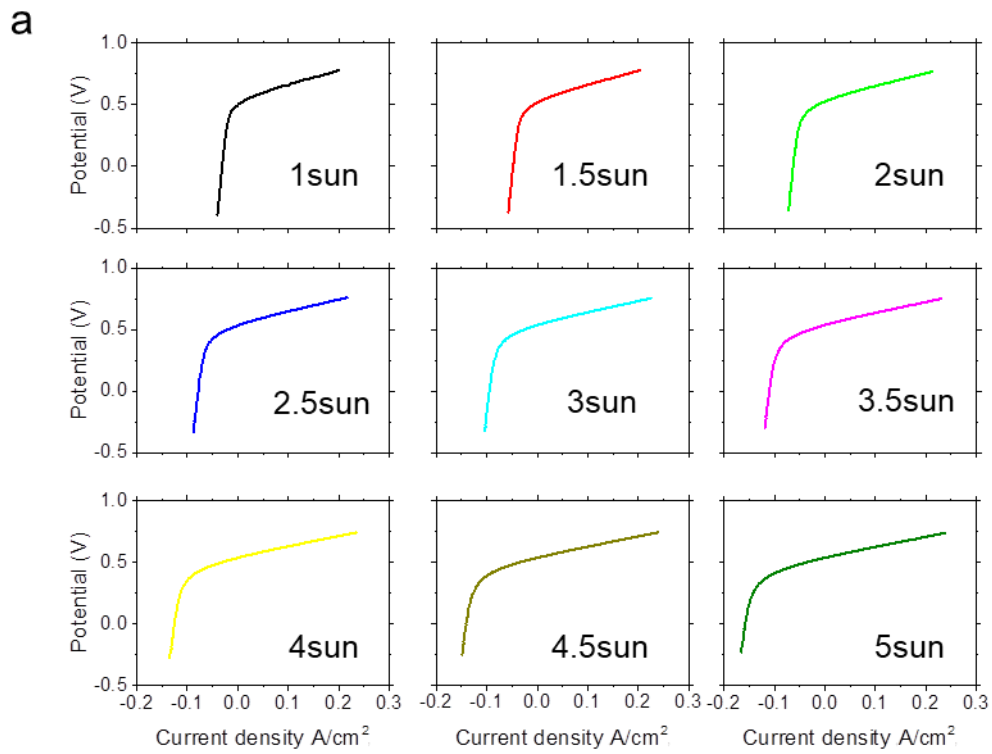 a
1.0
0.5
0.0
-0.5
Potential (V)
1sun
1.5sun
2sun
1.0
0.5
0.0
-0.5
Potential (V)
2.5sun
3sun
3.5sun
1.0
0.5
0.0
-0.5
Potential (V)
4sun
4.5sun
5sun
-0.2 -0.1 0.0 0.1 0.2 0.3
-0.2 -0.1 0.0 0.1 0.2 0.3
-0.2 -0.1 0.0 0.1 0.2 0.3
Current density A/cm²
Current density A/cm²
Current density A/cm²